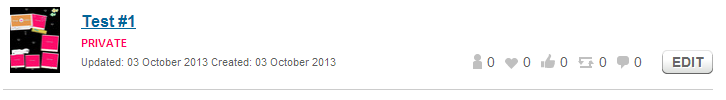 Test #1
PRIVATE
Updated: 03 October 2013 Created: 03 October 2013
0 0 0 0 0 EDIT